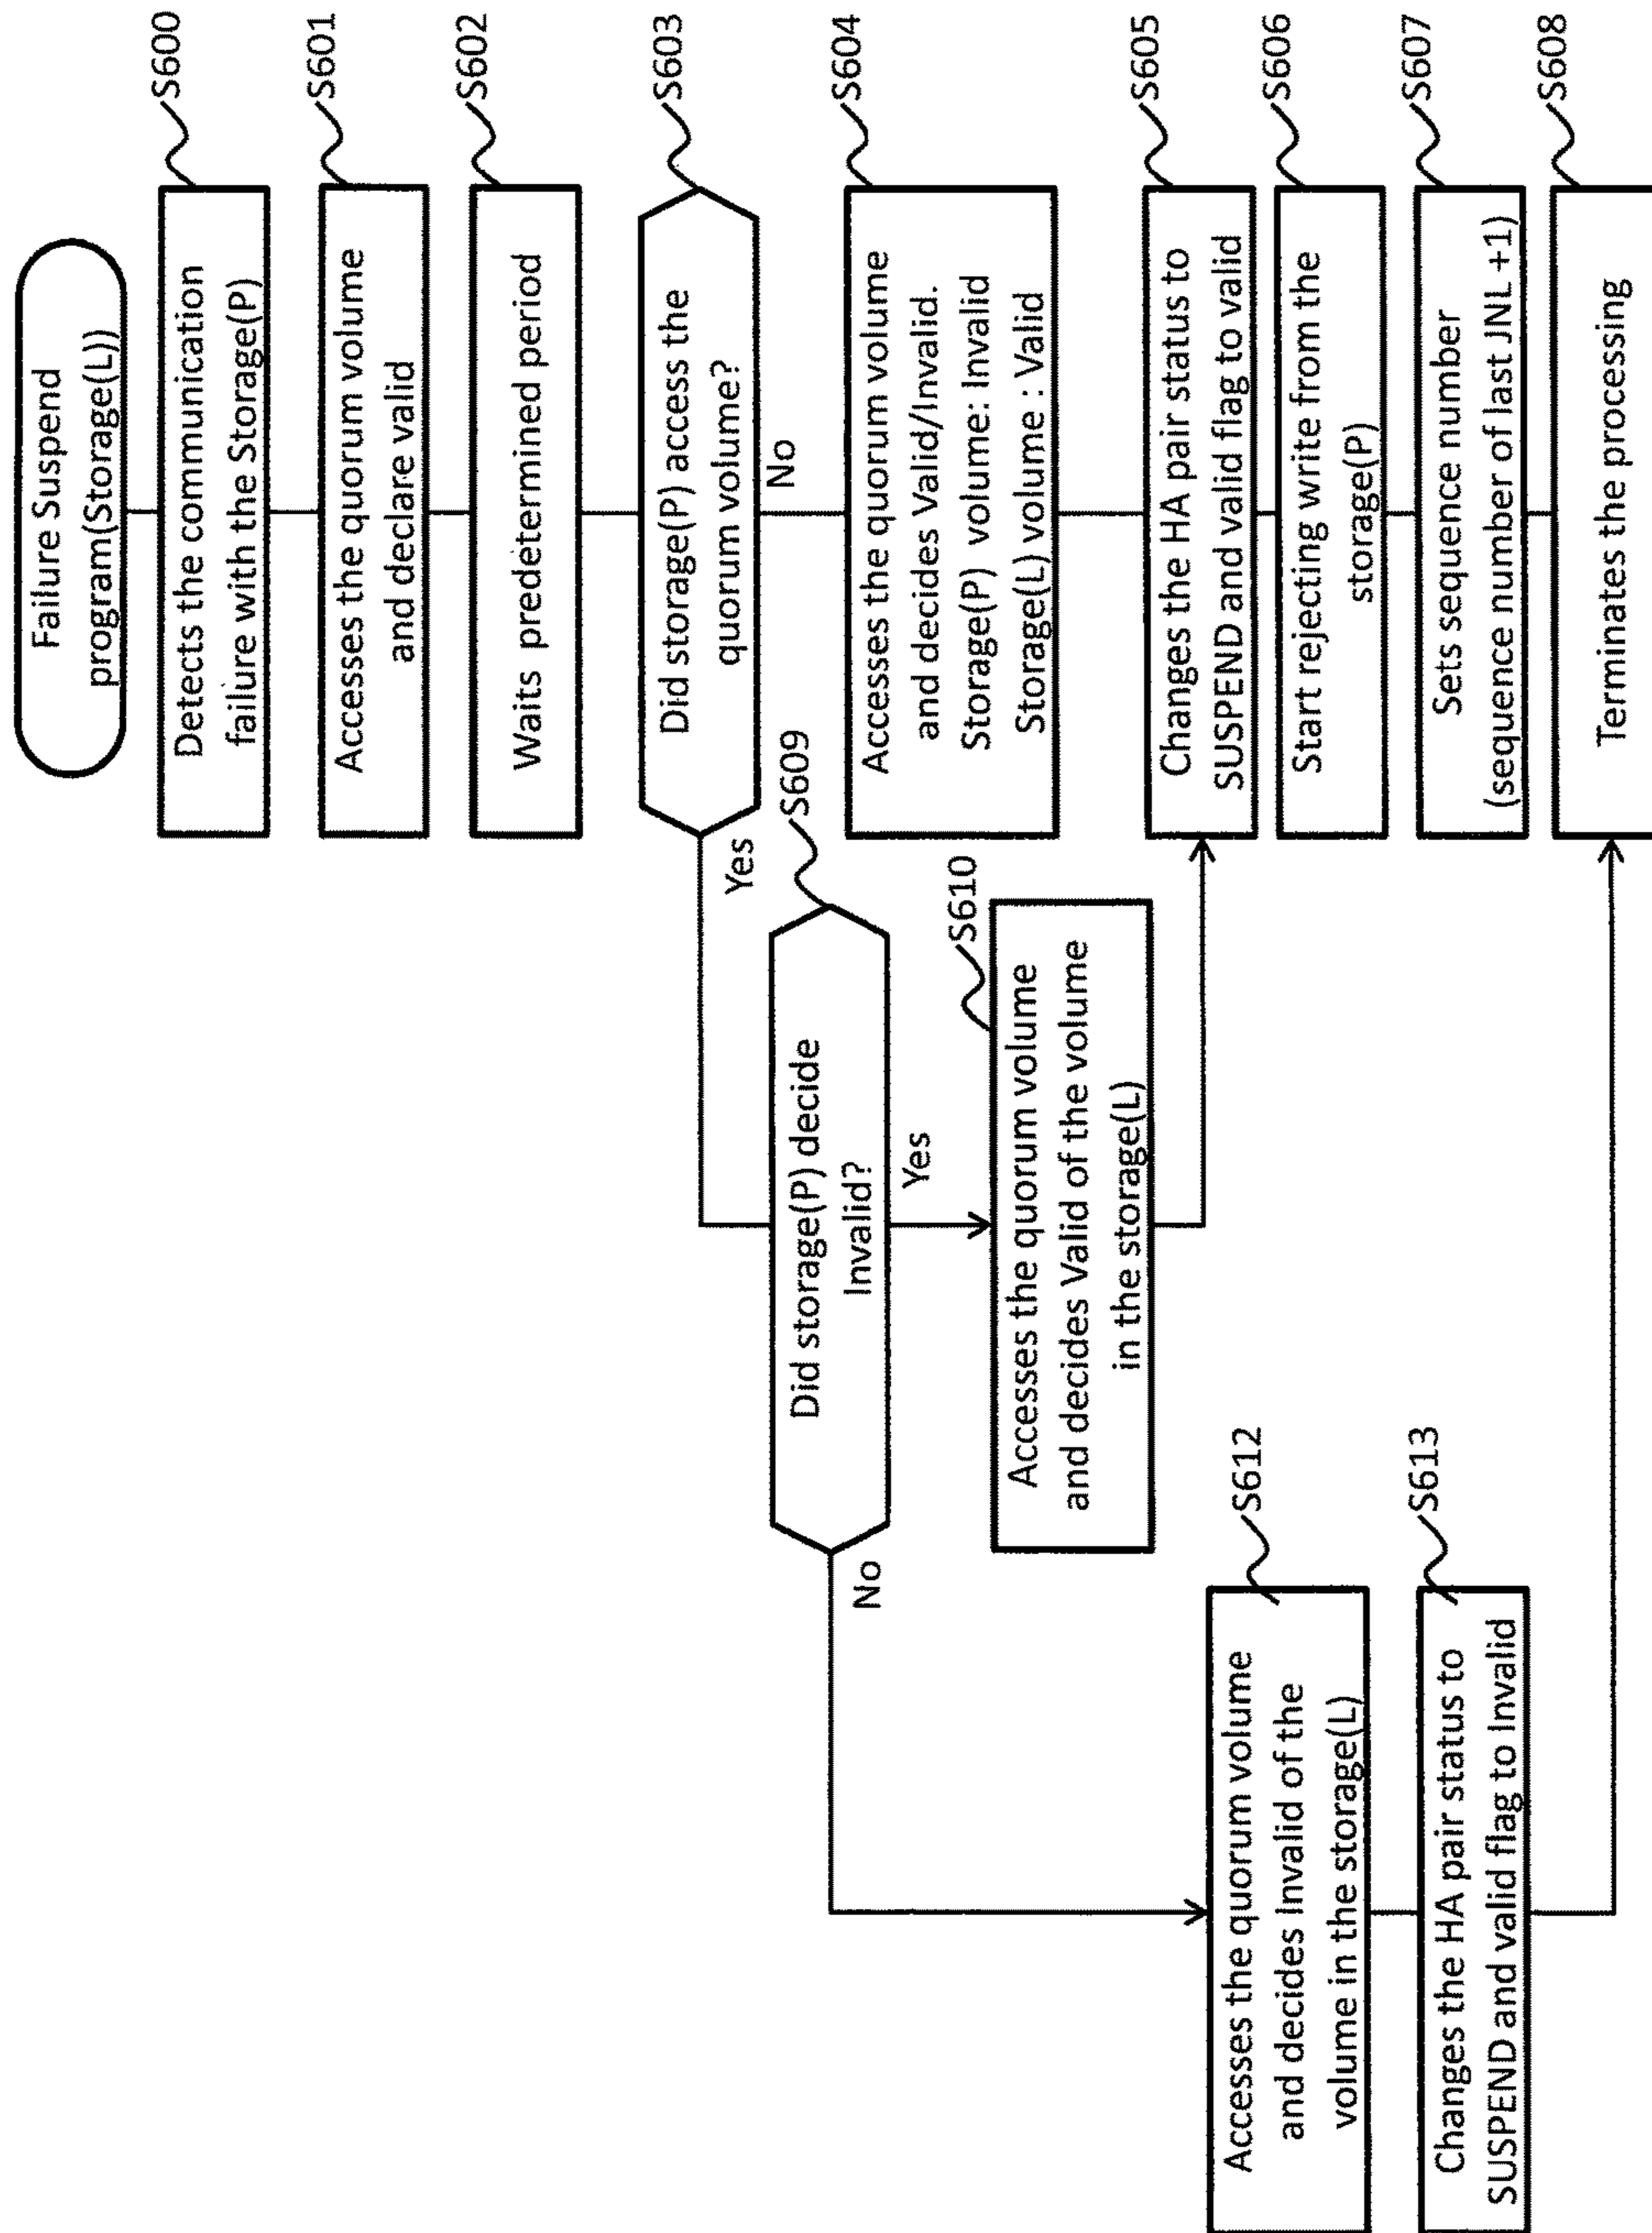 Failure Suspend
program(Storage(L))
Detects the communication
failure with the Storage(P)
S600
Accesses the quorum volume
and declare valid
S601
Waits predetermined period
S602
Did storage(P) access the
quorum volume?
S603
Yes
No
Accesses the quorum volume
and decides Valid/Invalid.
Storage(P) volume: Invalid
Storage(L) volume : Valid
S604
Changes the HA pair status to
SUSPEND and valid flag to valid
S605
Start rejecting write from the
storage(P)
S606
Sets sequence number
(sequence number of last JNL +1)
S607
Terminates the processing
S608
Did storage(P) decide
Invalid?
S609
Yes
No
Accesses the quorum volume
and decides Valid of the volume
in the storage(L)
S610
Accesses the quorum volume
and decides Invalid of the
volume in the storage(L)
S612
Changes the HA pair status to
SUSPEND and valid flag to Invalid
S613